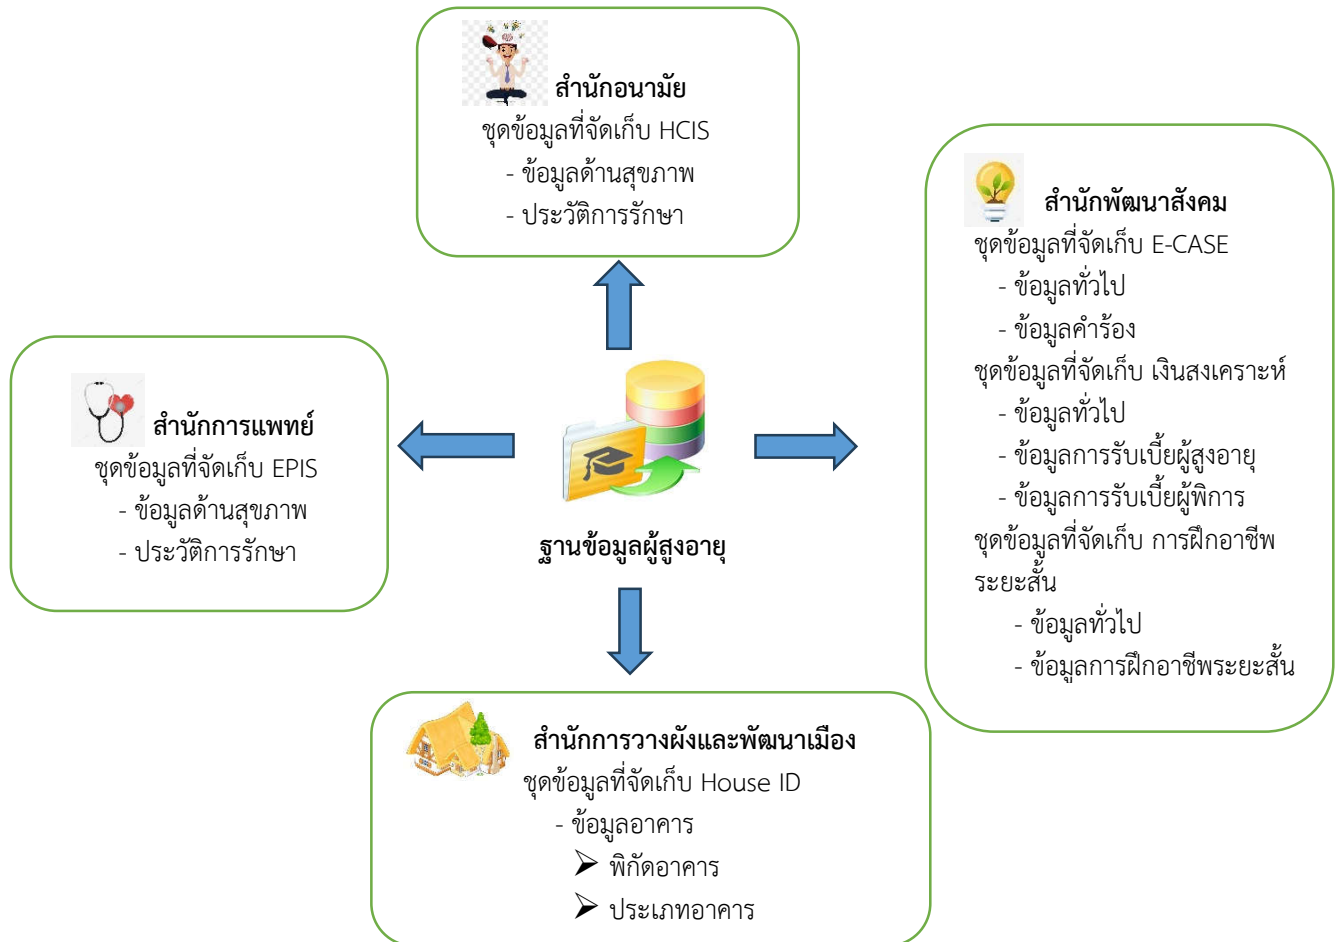 สำนักอนามัย
ชุดข้อมูลที่จัดเก็บ HCIS
- ข้อมูลด้านสุขภาพ
- ประวัติการรักษา
สำนักการแพทย์
ชุดข้อมูลที่จัดเก็บ EPIS
- ข้อมูลด้านสุขภาพ
- ประวัติการรักษา
ฐานข้อมูลผู้สูงอายุ
สำนักพัฒนาสังคม
ชุดข้อมูลที่จัดเก็บ E-CASE
- ข้อมูลทั่วไป
- ข้อมูลคำร้อง
ชุดข้อมูลที่จัดเก็บ เงินสงเคราะห์
- ข้อมูลทั่วไป
- ข้อมูลการรับเบี้ยผู้สูงอายุ
- ข้อมูลการรับเบี้ยผู้พิการ
ชุดข้อมูลที่จัดเก็บ การฝึกอาชีพ
ระยะสั้น
- ข้อมูลทั่วไป
- ข้อมูลการฝึกอาชีพระยะสั้น
สำนักการวางผังและพัฒนาเมือง
ชุดข้อมูลที่จัดเก็บ House ID
- ข้อมูลอาคาร
➢ พิกัดอาคาร
➢ ประเภทอาคาร